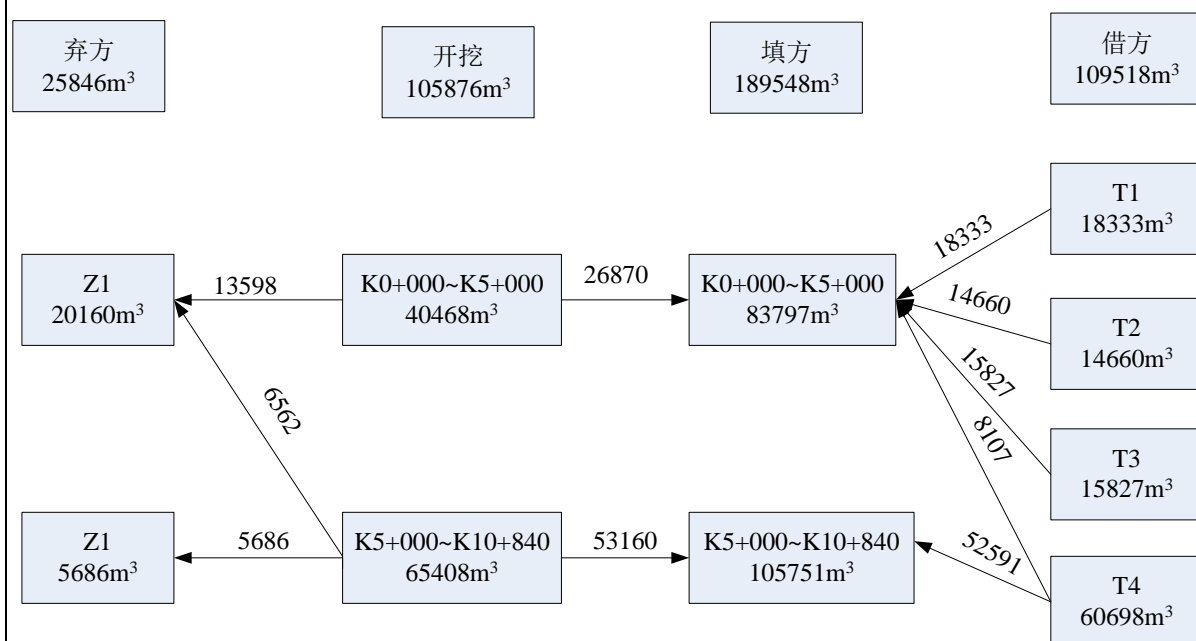 弃方
25846m³
开挖
105876m³
填方
189548m³
借方
109518m³
T1
18333m³
18333
Z1
20160m³
13598
K0+000~K5+000
40468m³
26870
K0+000~K5+000
83797m³
14660
T2
14660m³
6562
15827
8107
T3
15827m³
Z1
5686m³
5686
K5+000~K10+840
65408m³
53160
K5+000~K10+840
105751m³
52591
T4
60698m³